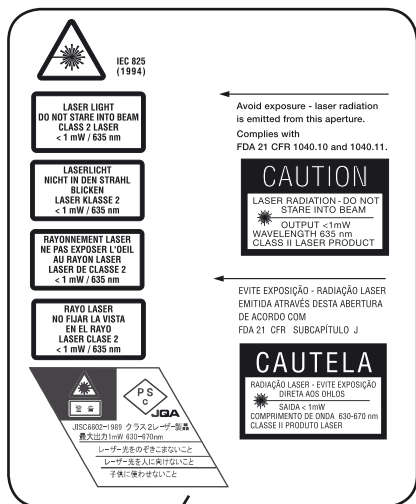 IEC 825
(1994)
LASER LIGHT
DO NOT STARE INTO BEAM
CLASS 2 LASER
< 1 mW / 635 nm
LASERLICHT
NICHT IN DEN STRAHL
BLICKEN
LASER KLASSE 2
< 1 mW / 635 nm
RAYONNEMENT LASER
NE PAS EXPOSER L'OEIL
AU RAYON LASER
LASER DE CLASSE 2
< 1 mW / 635 nm
RAYO LASER
NO FIJAR LA VISTA
EN EL RAYO
LASER CLASE 2
< 1 mW / 635 nm
警告
PS
C
JQA
JISC6802-1989 クラス2レーザー製品
最大出力1mW 630-670nm
レーザー光をのぞきこまないこと
レーザー光を人に向けないこと
子供に使わせないこと
Avoid exposure - laser radiation
is emitted from this aperture.
Complies with
FDA 21 CFR 1040.10 and 1040.11.
CAUTION
LASER RADIATION - DO NOT
STARE INTO BEAM
OUTPUT <1mW
WAVELENGTH 635 nm
CLASS II LASER PRODUCT
EVITE EXPOSIÇÃO - RADIAÇÃO LASER
EMITIDA ATRAVÉS DESTA ABERTURA
DE ACORDO COM
FDA 21 CFR SUBCAPÍTULO J
CAUTELA
RADIAÇÃO LASER - EVITE EXPOSIÇÃO
DIRETA AOS OHLOS
SAIDA < 1mW
COMPRIMENTO DE ONDA 630-670 nm
CLASSE II PRODUTO LASER